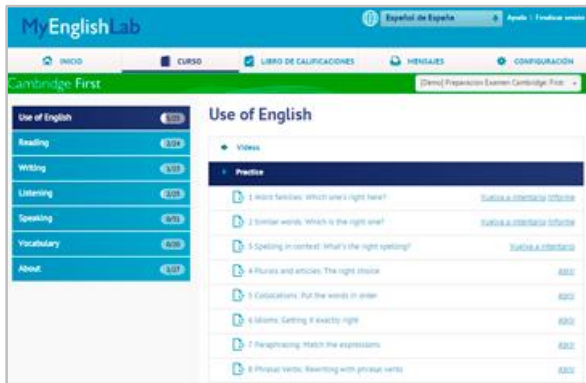 MyEnglishLab
Español de España
Ayuda | Finalizar sesión
INICIO
CURSO
LIBRO DE CALIFICACIONES
MENSAJES
CONFIGURACIÓN
Cambridge First
[Demo] Preparación Examen Cambridge: First
Use of English
Reading
Writing
Listening
Speaking
Vocabulary
About
Use of English
Videos
Practice
1 Word families: Which one's right here?
Vuelva a intentarlo Informe
2 Similar words: Which is the right one?
Vuelva a intentarlo Informe
3 Spelling in context: What's the right spelling?
Vuelva a intentarlo
4 Plurals and articles: The right choice
Abrir
5 Collocations: Put the words in order
Abrir
6 Idioms: Getting it exactly right
Abrir
7 Paraphrasing: Match the expressions
Abrir
8 Phrasal Verbs: Rewriting with phrasal verbs
Abrir